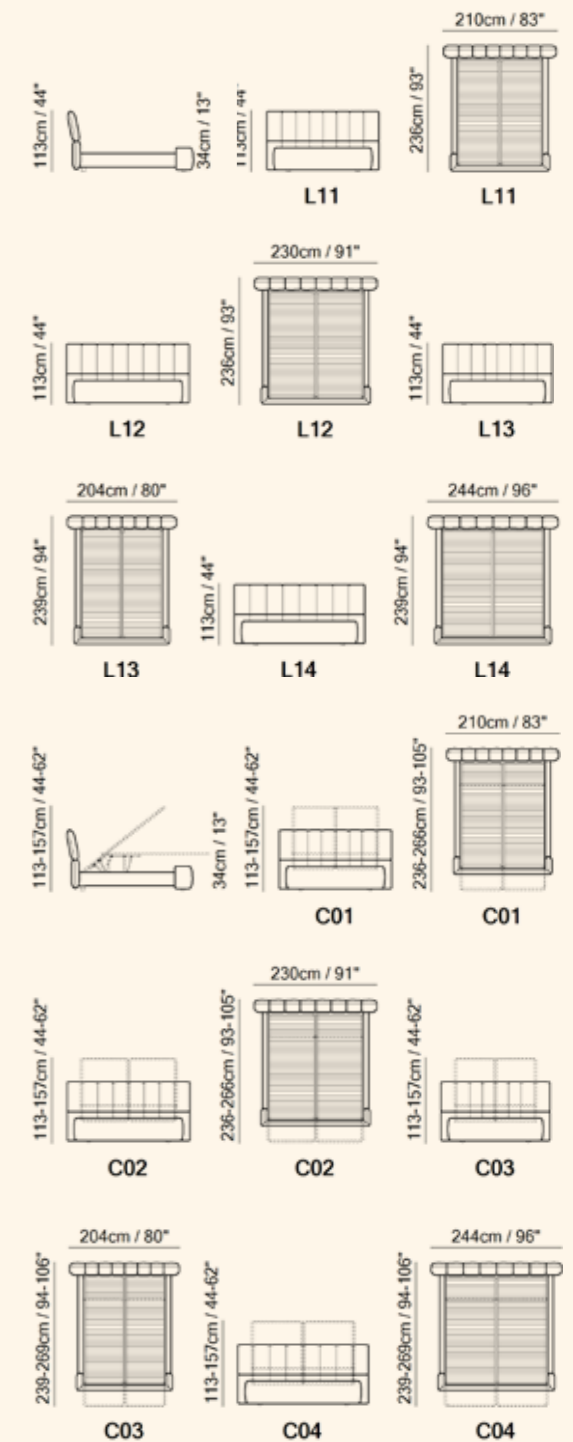 210cm / 83"
113cm / 44"
34cm / 13"
113cm / 44"
236cm / 93"
L11
L11
230cm / 91"
113cm / 44"
236cm / 93"
113cm / 44"
L12
L12
L13
204cm / 80"
244cm / 96"
239cm / 94"
113cm / 44"
239cm / 94"
L13
L14
L14
210cm / 83"
113-157cm / 44-62"
34cm / 13"
113-157cm / 44-62"
236-266cm / 93-105"
C01
C01
230cm / 91"
113-157cm / 44-62"
236-266cm / 93-105"
113-157cm / 44-62"
C02
C02
C03
204cm / 80"
244cm / 96"
239-269cm / 94-106"
113-157cm / 44-62"
239-269cm / 94-106"
C03
C04
C04